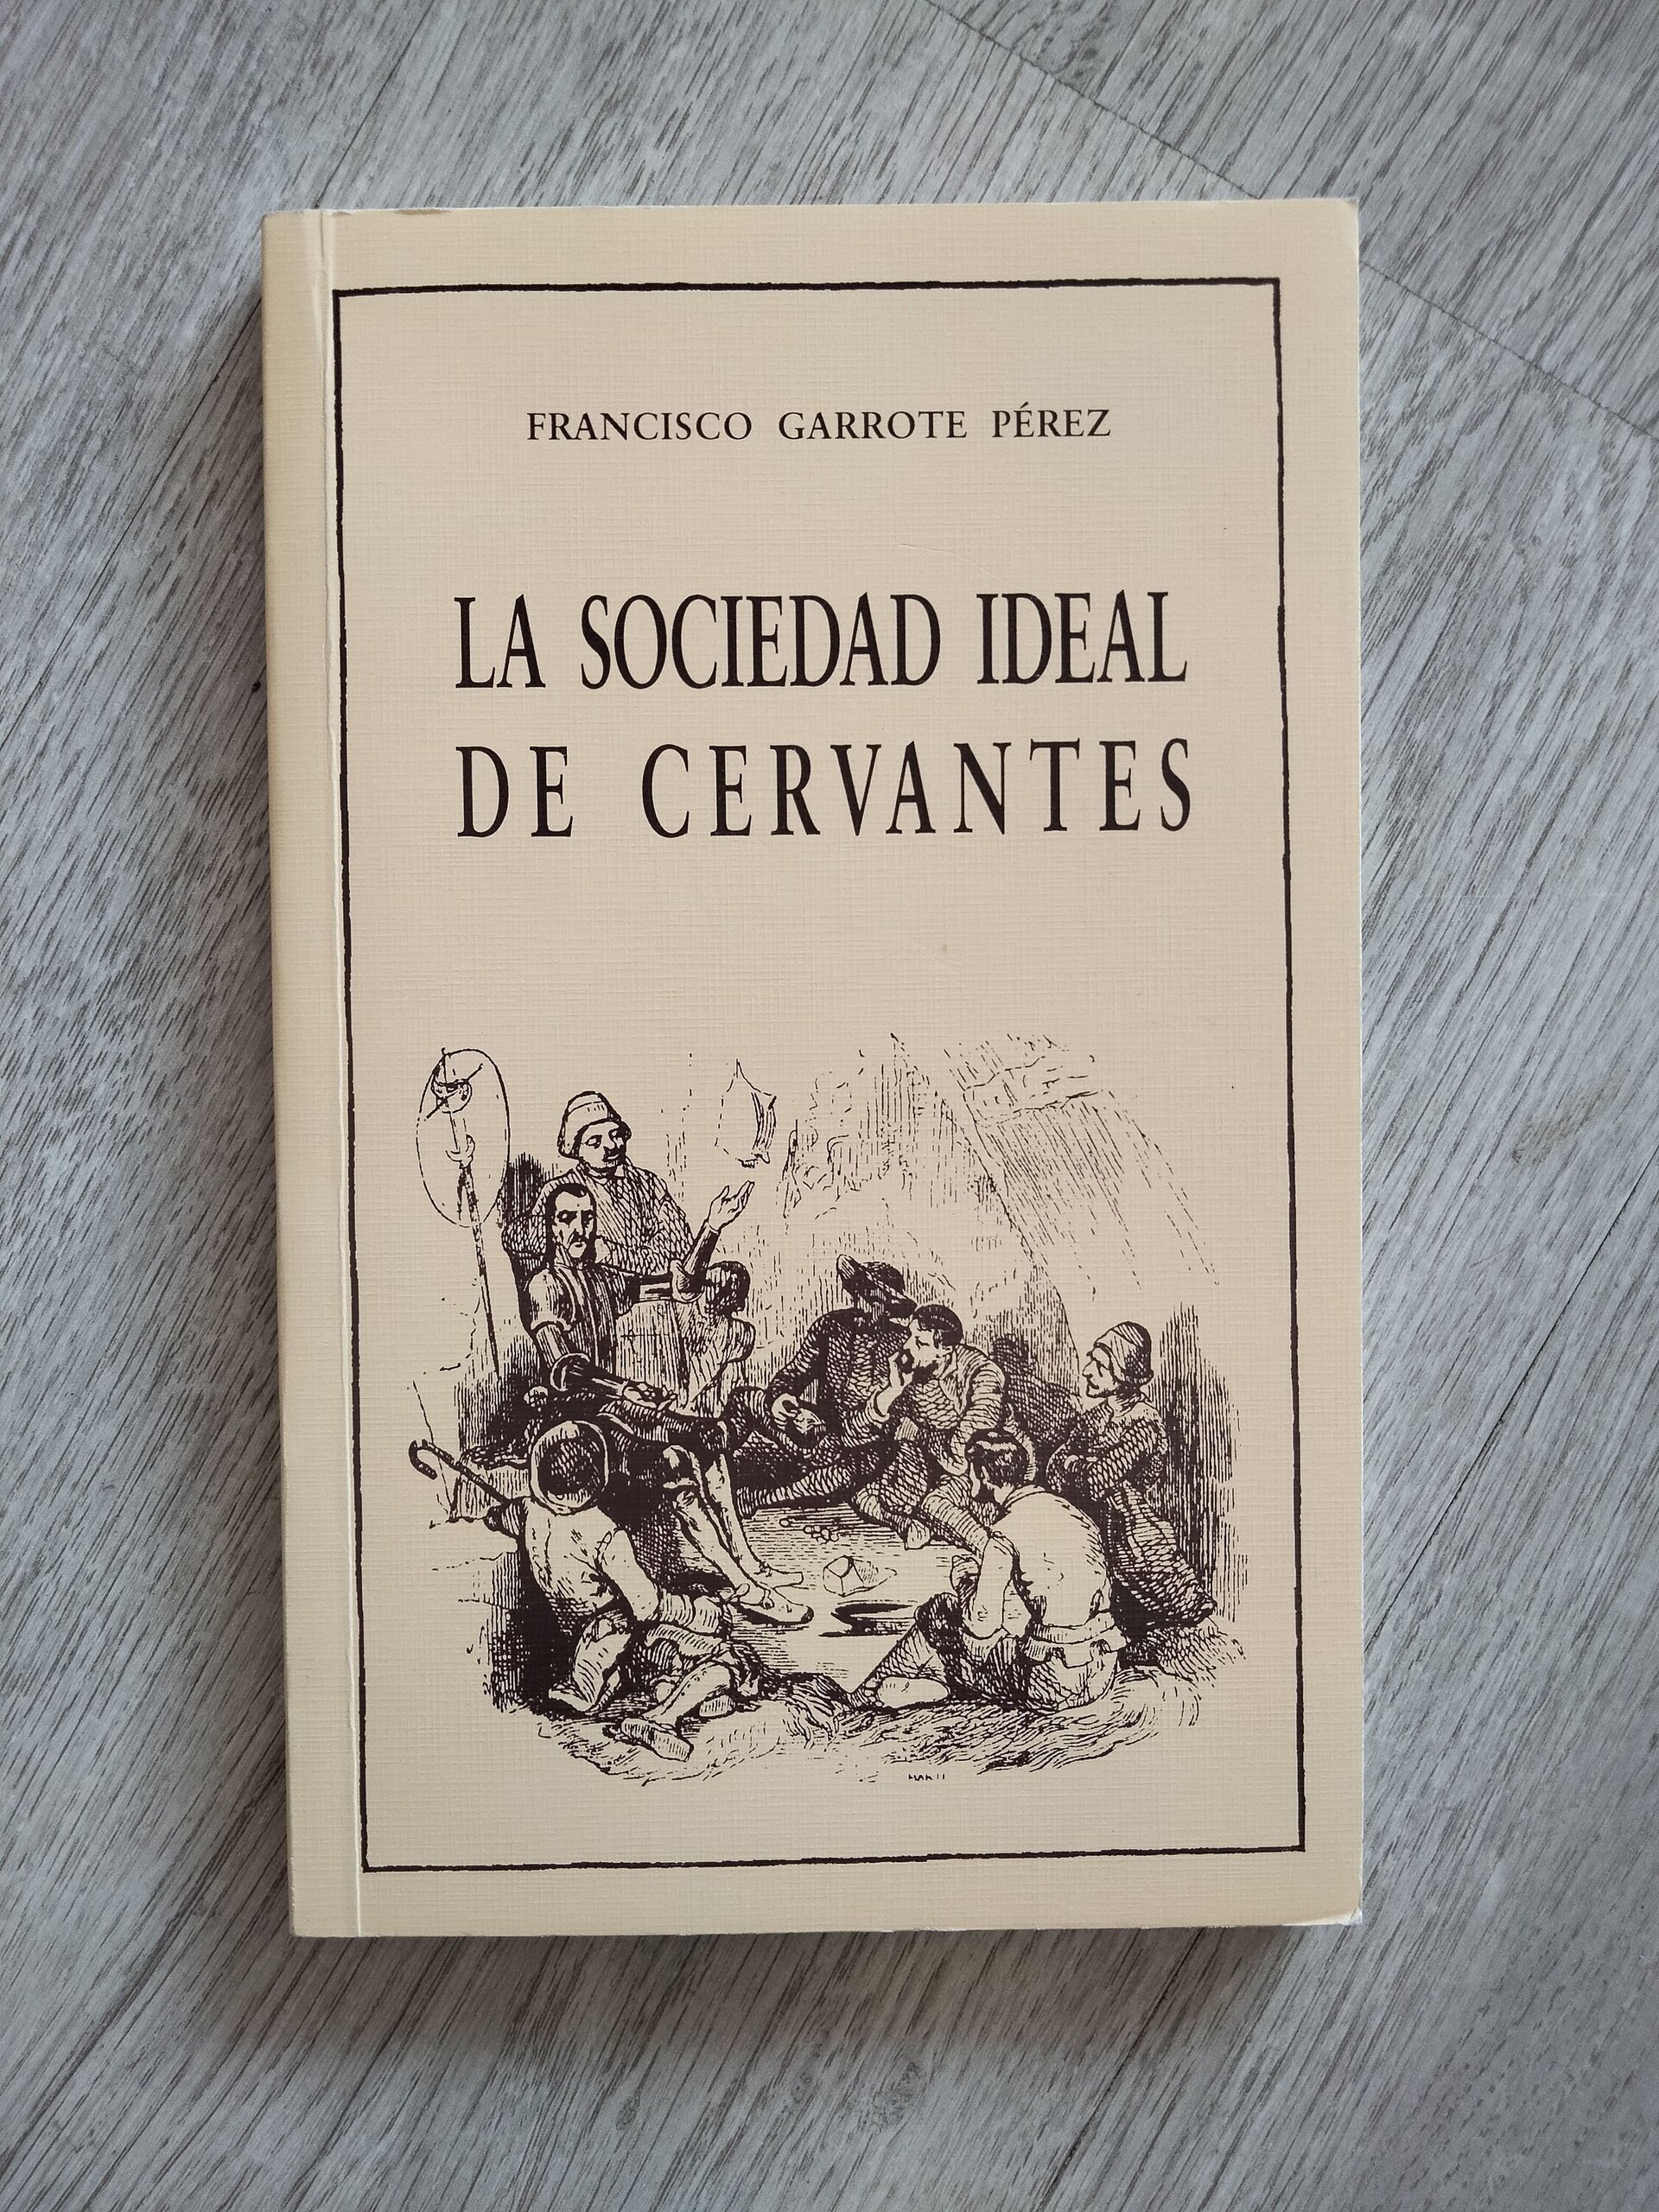 FRANCISCO GARROTE PÉREZ
LA SOCIEDAD IDEAL
DE CERVANTES